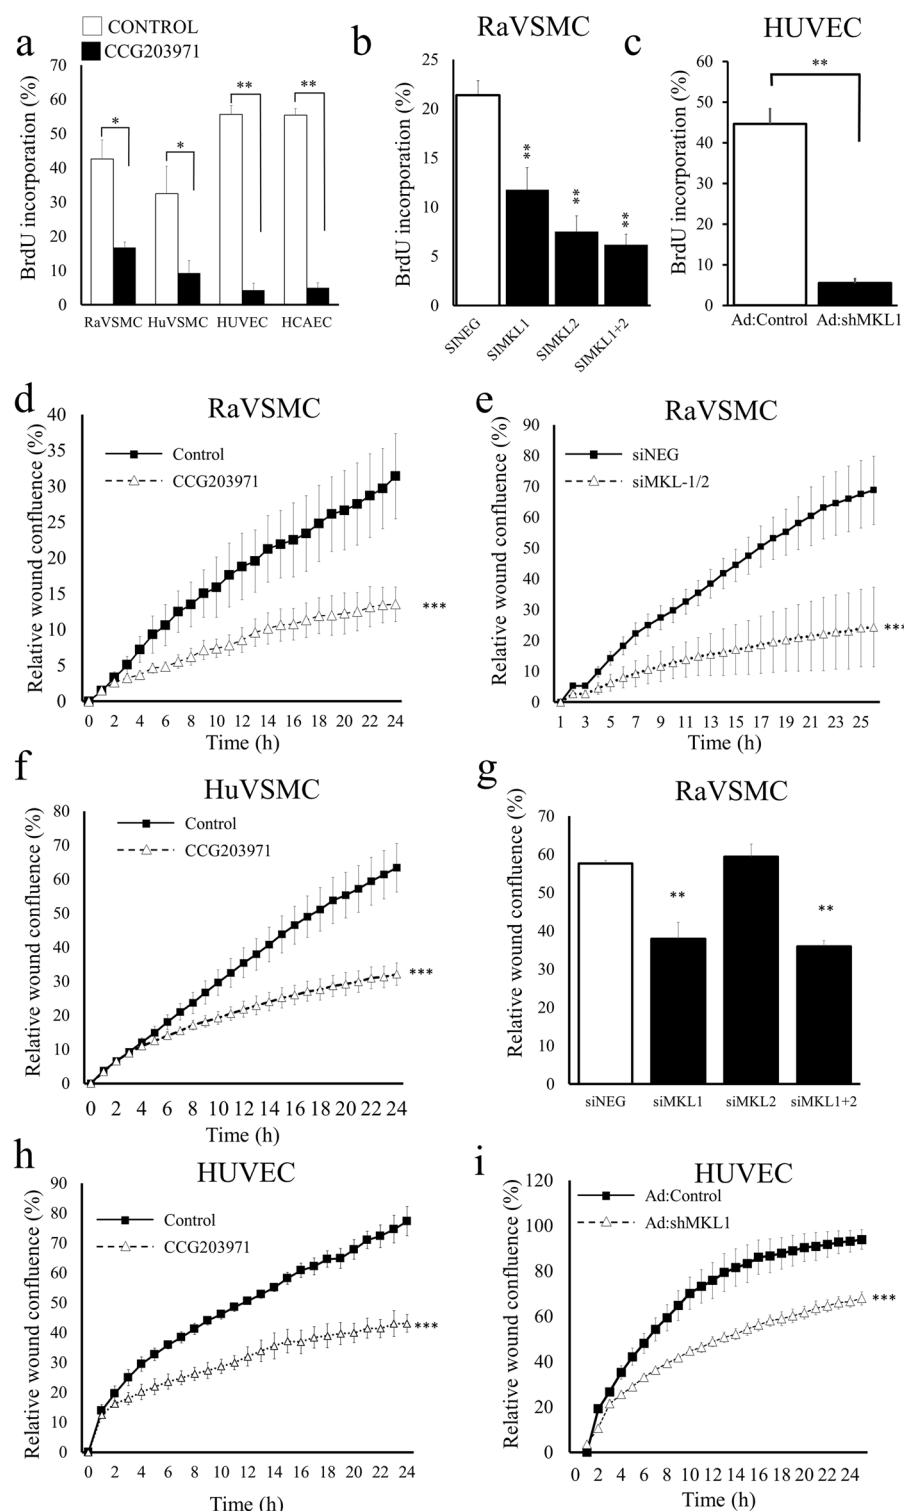 a
CONTROL
CCG203971
BrdU incorporation (%)
70
60
50
40
30
20
10
0
*
*
**
**
RaVSMC HuVSMC HUVEC HCAEC
b
RaVSMC
BrdU incorporation (%)
25
20
15
10
5
0
**
**
**
SINEG SIMKL1 SIMKL2 SIMKL1+2
c
HUVEC
BrdU incorporation (%)
60
50
40
30
20
10
0
**
Ad:Control Ad:shMKL1
d
RaVSMC
Control
CCG203971
Relative wound confluence (%)
40
35
30
25
20
15
10
5
0
***
0 2 4 6 8 10 12 14 16 18 20 22 24
Time (h)
e
RaVSMC
siNEG
siMKL-1/2
Relative wound confluence (%)
90
80
70
60
50
40
30
20
10
0
***
1 3 5 7 9 11 13 15 17 19 21 23 25
Time (h)
f
HuVSMC
Control
CCG203971
Relative wound confluence (%)
80
70
60
50
40
30
20
10
0
***
0 2 4 6 8 10 12 14 16 18 20 22 24
Time (h)
g
RaVSMC
Relative wound confluence (%)
70
60
50
40
30
20
10
0
**
**
siNEG siMKL1 siMKL2 siMKL1+2
h
HUVEC
Control
CCG203971
Relative wound confluence (%)
90
80
70
60
50
40
30
20
10
0
***
0 2 4 6 8 10 12 14 16 18 20 22 24
Time (h)
i
HUVEC
Ad:Control
Ad:shMKL1
Relative wound confluence (%)
120
100
80
60
40
20
0
***
0 2 4 6 8 10 12 14 16 18 20 22 24
Time (h)